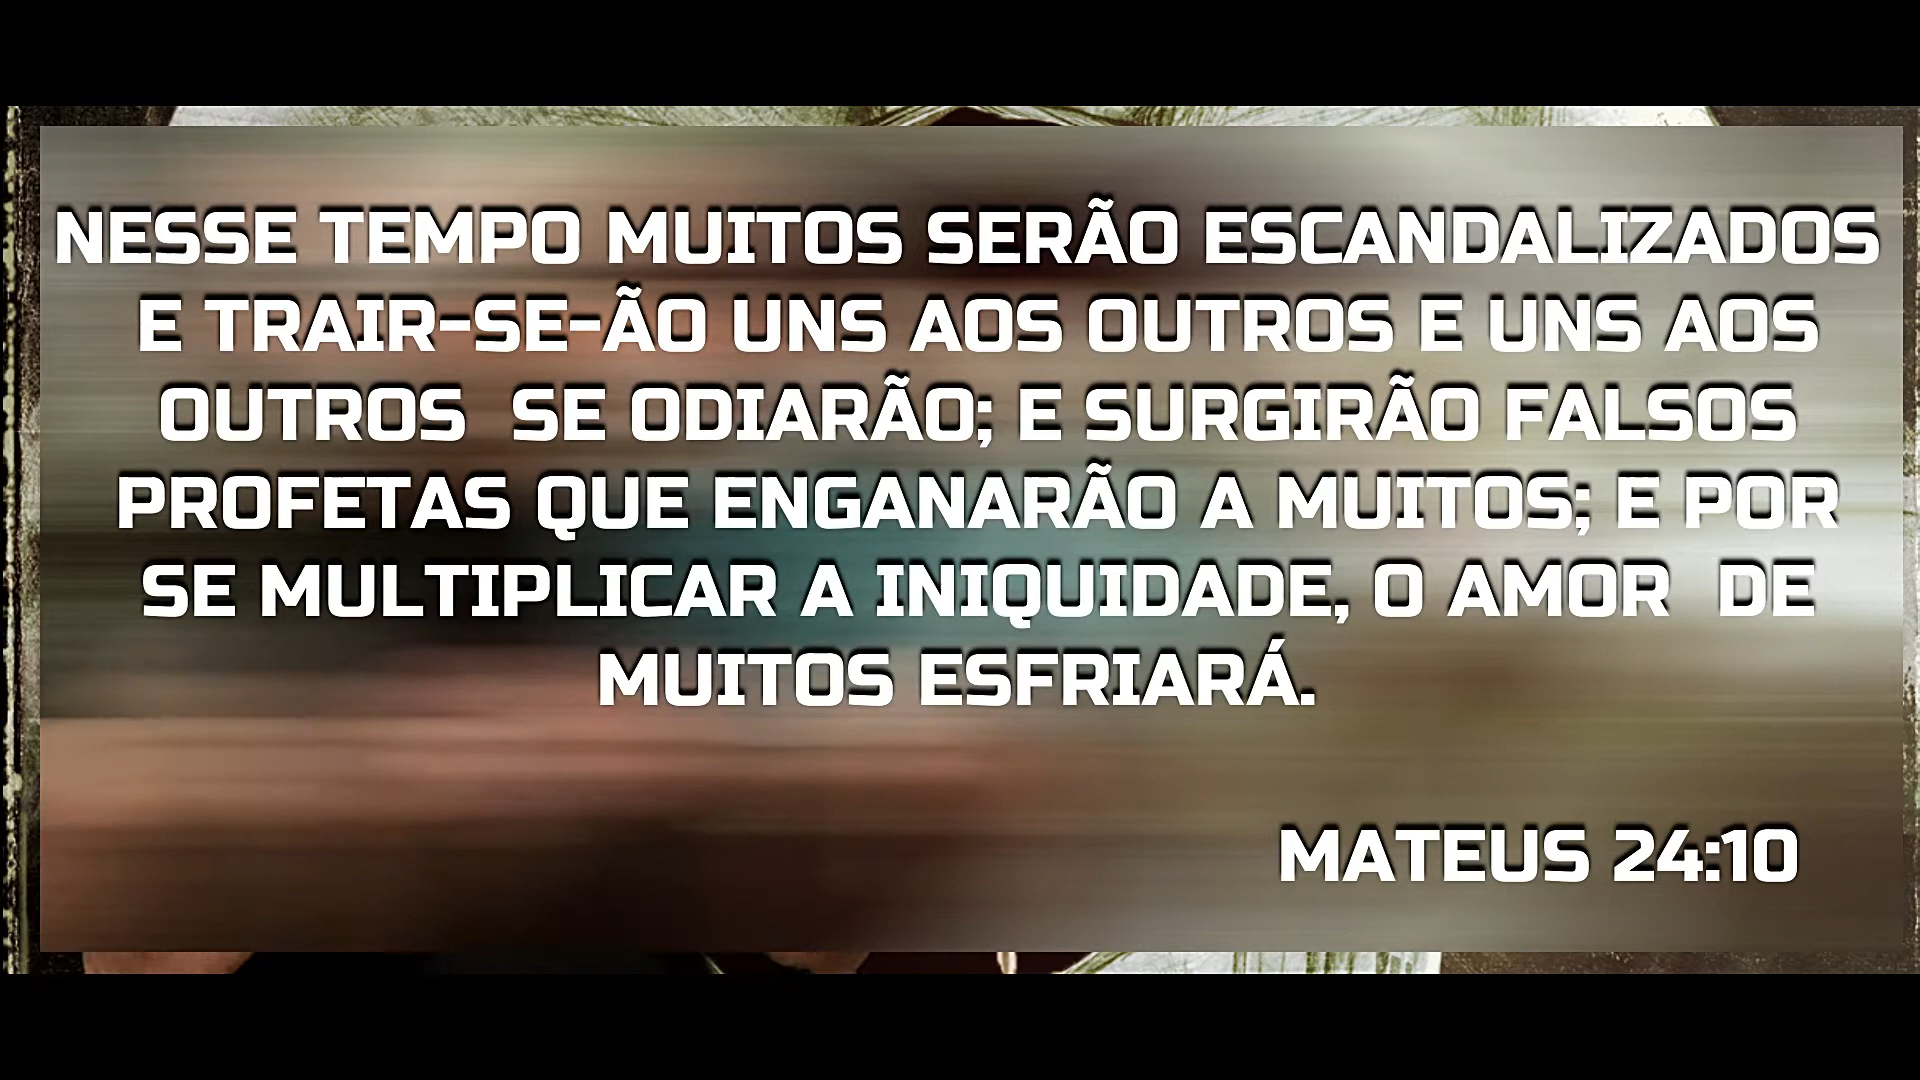 NESSE TEMPO MUITOS SERÃO ESCANDALIZADOS
E TRAIR-SE-ÃO UNS AOS OUTROS E UNS AOS
OUTROS SE ODIARÃO; E SURGIRÃO FALSOS
PROFETAS QUE ENGANARÃO A MUITOS; E POR
SE MULTIPLICAR A INIQUIDADE, O AMOR DE
MUITOS ESFRIARÁ.
MATEUS 24:10